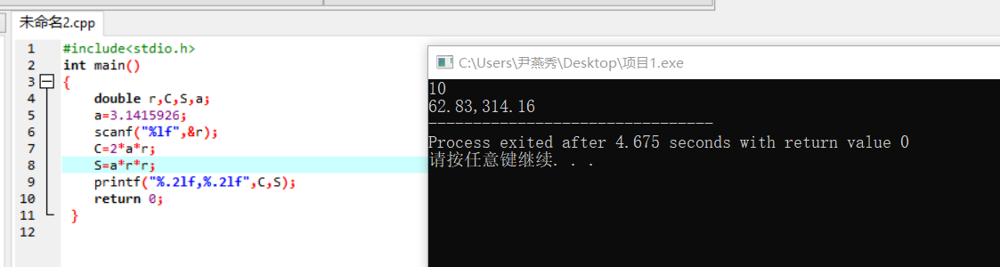 未命名2.cpp
1 #include<stdio.h>
2 int main()
3 {
4 double r,C,S,a;
5 a=3.1415926;
6 scanf("%lf",&r);
7 C=2*a*r;
8 S=a*r*r;
9 printf("%.2lf,%.2lf",C,S);
10 return 0;
11 }
12
C:\Users\尹燕秀\Desktop\项目1.exe
10
62.83,314.16
--------------------------------
Process exited after 4.675 seconds with return value 0
请按任意键继续. . .